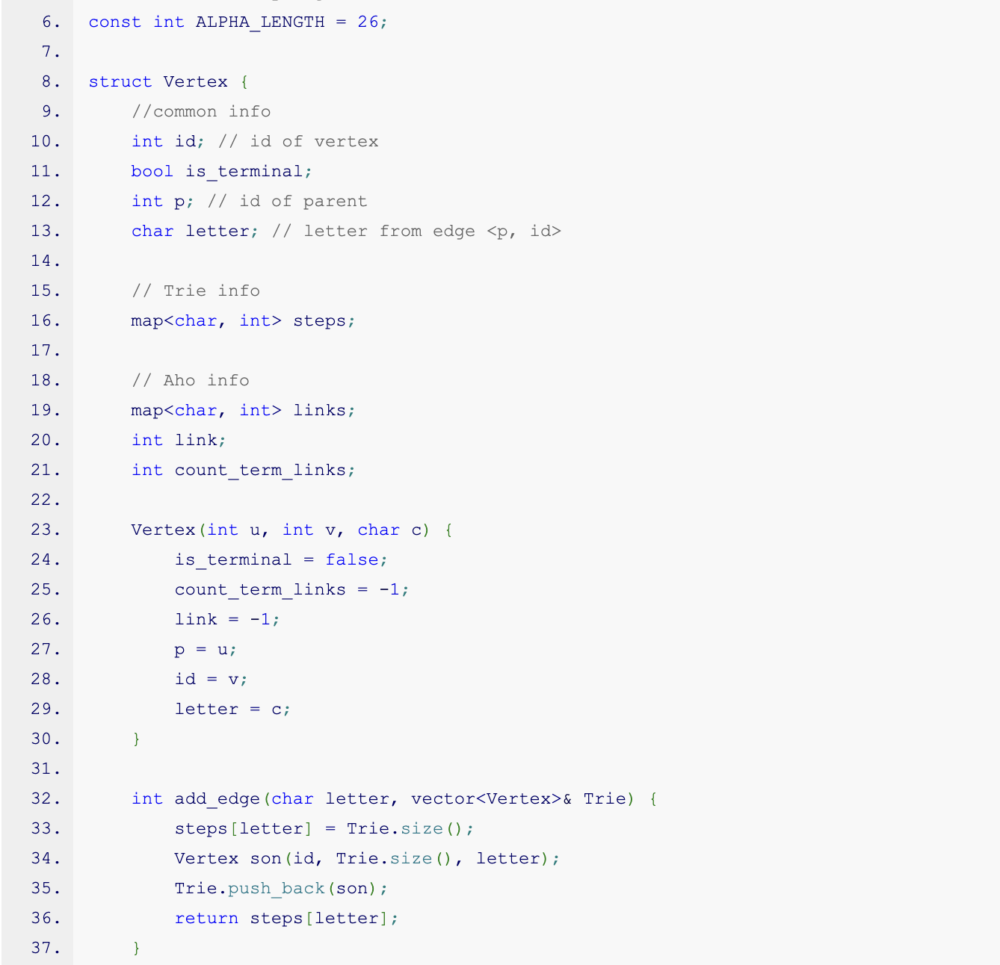 6. const int ALPHA_LENGTH = 26;
7.
8. struct Vertex {
9.     //common info
10.     int id; // id of vertex
11.     bool is_terminal;
12.     int p; // id of parent
13.     char letter; // letter from edge <p, id>
14.
15.     // Trie info
16.     map<char, int> steps;
17.
18.     // Aho info
19.     map<char, int> links;
20.     int link;
21.     int count_term_links;
22.
23.     Vertex(int u, int v, char c) {
24.         is_terminal = false;
25.         count_term_links = -1;
26.         link = -1;
27.         p = u;
28.         id = v;
29.         letter = c;
30.     }
31.
32.     int add_edge(char letter, vector<Vertex>& Trie) {
33.         steps[letter] = Trie.size();
34.         Vertex son(id, Trie.size(), letter);
35.         Trie.push_back(son);
36.         return steps[letter];
37.     }